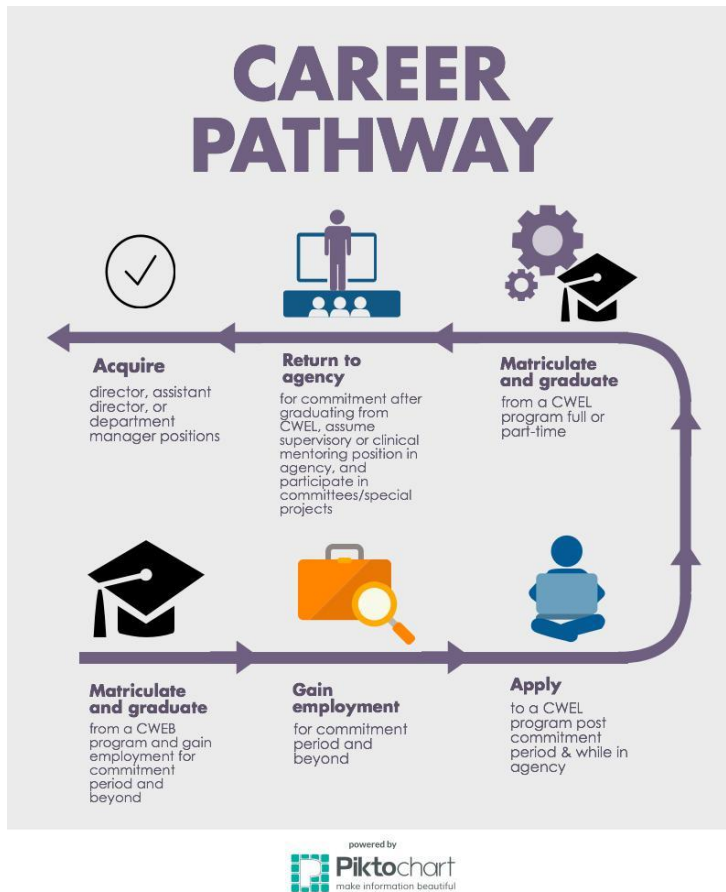 CAREER
PATHWAY
Acquire
director, assistant
director, or
department
manager positions
Return to
agency
for commitment after
graduating from
CWEL, assume
supervisory or clinical
mentoring position in
agency, and
participate in
committees/special
projects
Matriculate
and graduate
from a CWEL
program full or
part-time
Matriculate
and graduate
from a CWEB
program and gain
employment for
commitment
period and
beyond
Gain
employment
for commitment
period and
beyond
Apply
to a CWEL
program post
commitment
period & while in
agency
powered by
Piktochart
make information beautiful